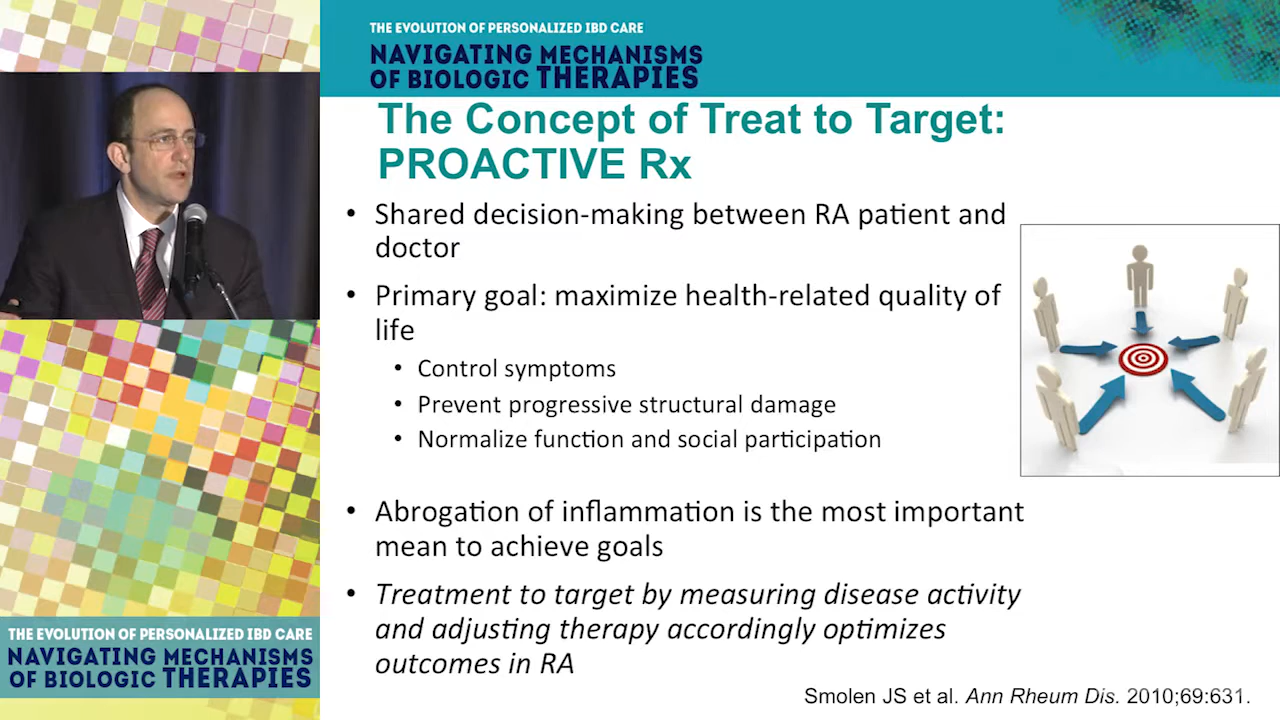 THE EVOLUTION OF PERSONALIZED IBD CARE
NAVIGATING MECHANISMS
OF BIOLOGIC THERAPIES
The Concept of Treat to Target:
PROACTIVE Rx
• Shared decision-making between RA patient and
doctor
• Primary goal: maximize health-related quality of
life
• Control symptoms
• Prevent progressive structural damage
• Normalize function and social participation
• Abrogation of inflammation is the most important
mean to achieve goals
• Treatment to target by measuring disease activity
and adjusting therapy accordingly optimizes
outcomes in RA
Smolen JS et al. Ann Rheum Dis. 2010;69:631.
THE EVOLUTION OF PERSONALIZED IBD CARE
NAVIGATING MECHANISMS
OF BIOLOGIC THERAPIES